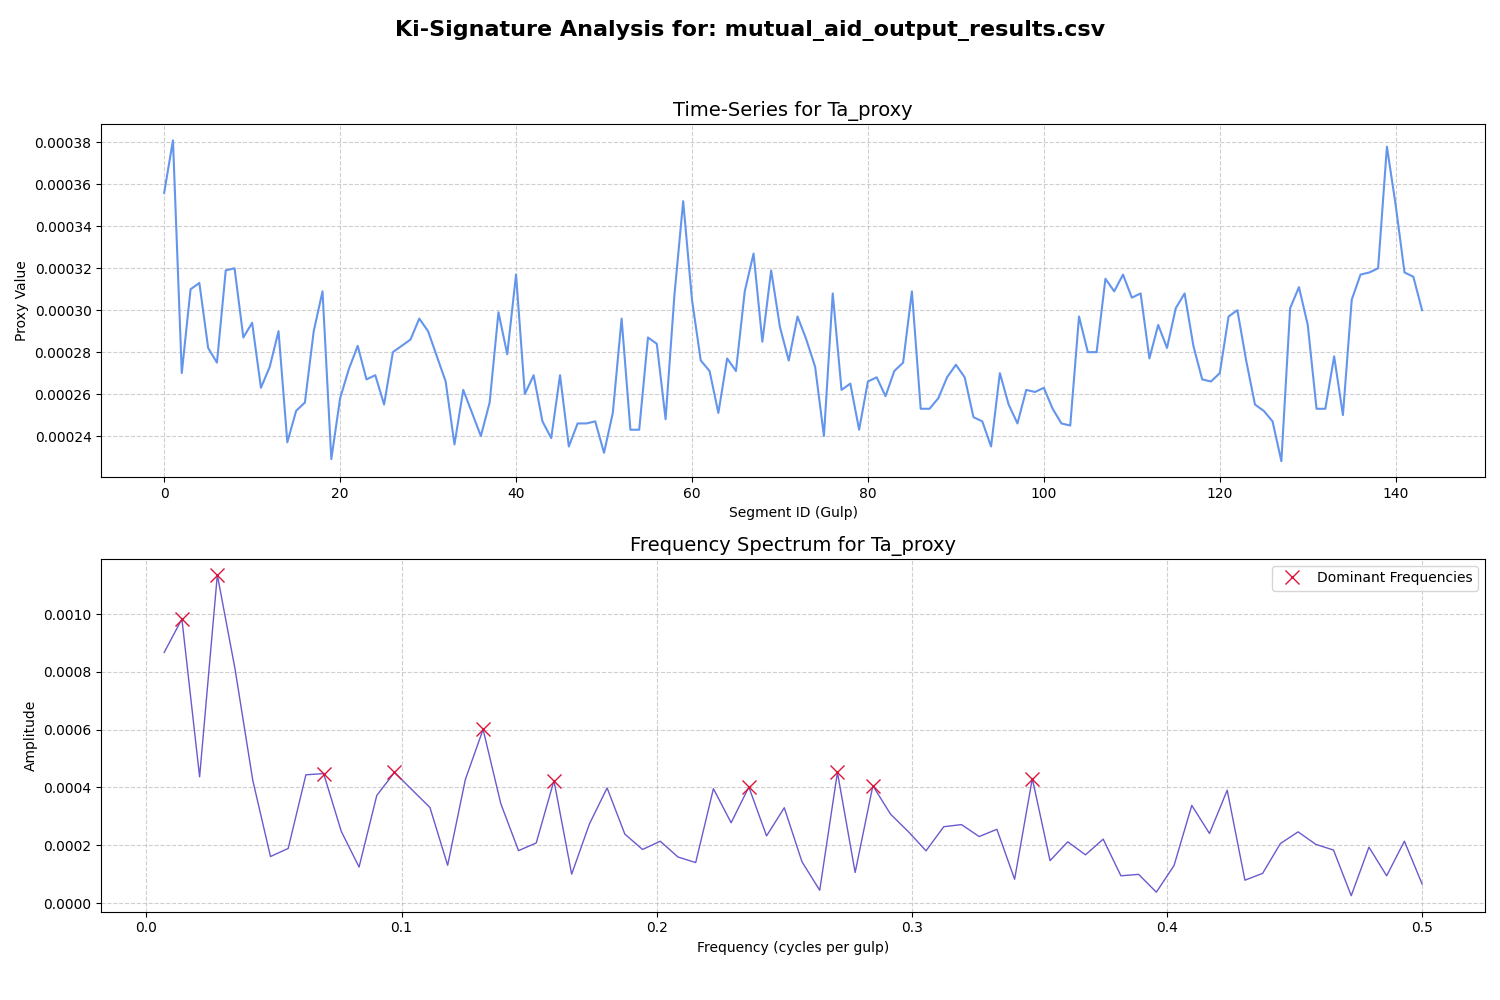 Ki-Signature Analysis for: mutual_aid_output_results.csv
Time-Series for Ta_proxy
Proxy Value
0.00038
0.00036
0.00034
0.00032
0.00030
0.00028
0.00026
0.00024
0 20 40 60 80 100 120 140
Segment ID (Gulp)
Frequency Spectrum for Ta_proxy
Dominant Frequencies
Amplitude
0.0010
0.0008
0.0006
0.0004
0.0002
0.0000
0.0 0.1 0.2 0.3 0.4 0.5
Frequency (cycles per gulp)